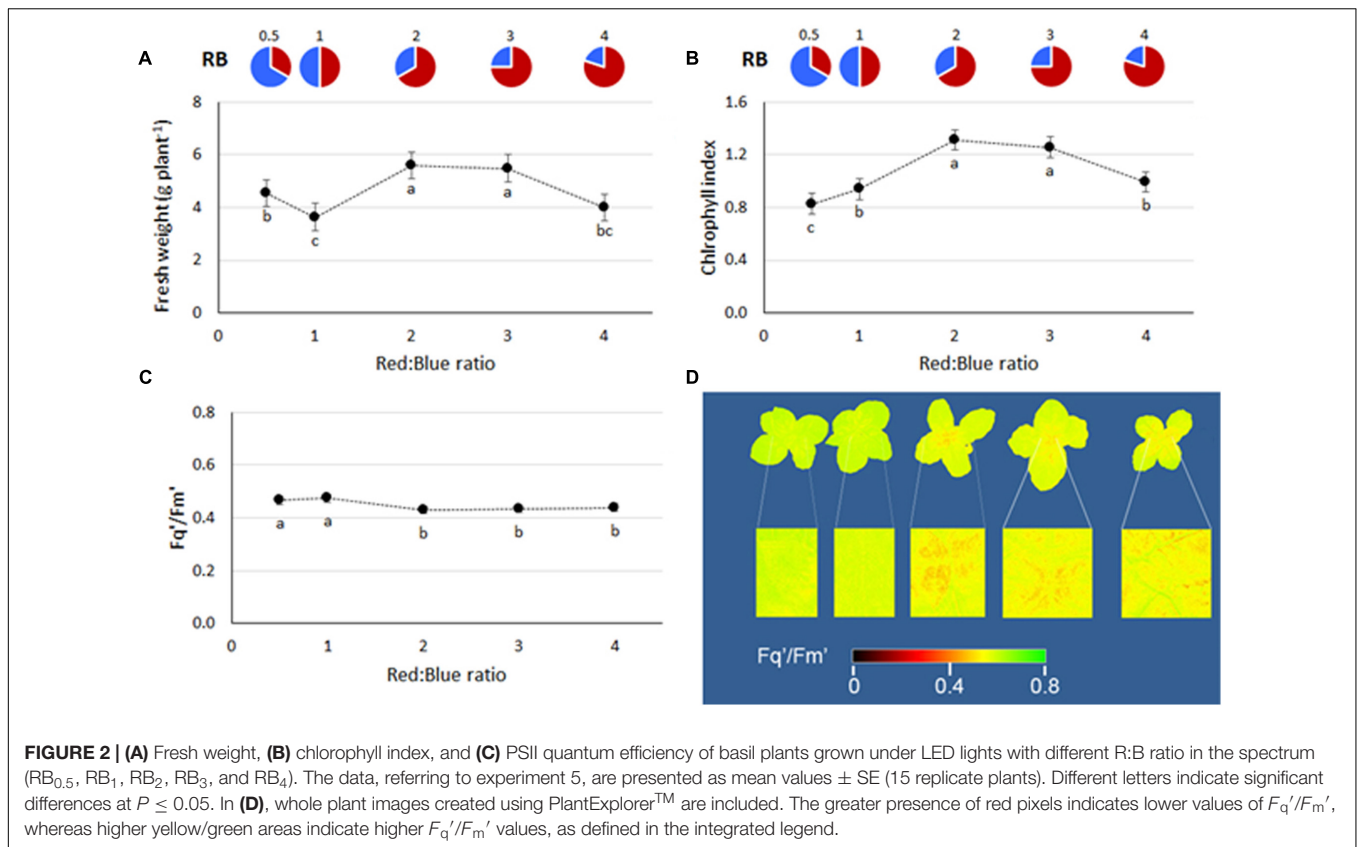 A RB 0.5 1 2 3 4
Fresh weight (g plant-1)
8
6
4
2
0
b c a a bc
0 1 2 3 4
Red:Blue ratio
B RB 0.5 1 2 3 4
Chlrophyll index
1.6
1.2
0.8
0.4
0.0
c b a a b
0 1 2 3 4
Red:Blue ratio
C
Fq'/Fm'
0.8
0.6
0.4
0.2
0.0
a a b b b
0 1 2 3 4
Red:Blue ratio
D
Fq'/Fm'
0 0.4 0.8
FIGURE 2 | (A) Fresh weight, (B) chlorophyll index, and (C) PSII quantum efficiency of basil plants grown under LED lights with different R:B ratio in the spectrum
(RB0.5, RB1, RB2, RB3, and RB4). The data, referring to experiment 5, are presented as mean values ± SE (15 replicate plants). Different letters indicate significant
differences at P ≤ 0.05. In (D), whole plant images created using PlantExplorer™ are included. The greater presence of red pixels indicates lower values of Fq′/Fm′,
whereas higher yellow/green areas indicate higher Fq′/Fm′ values, as defined in the integrated legend.